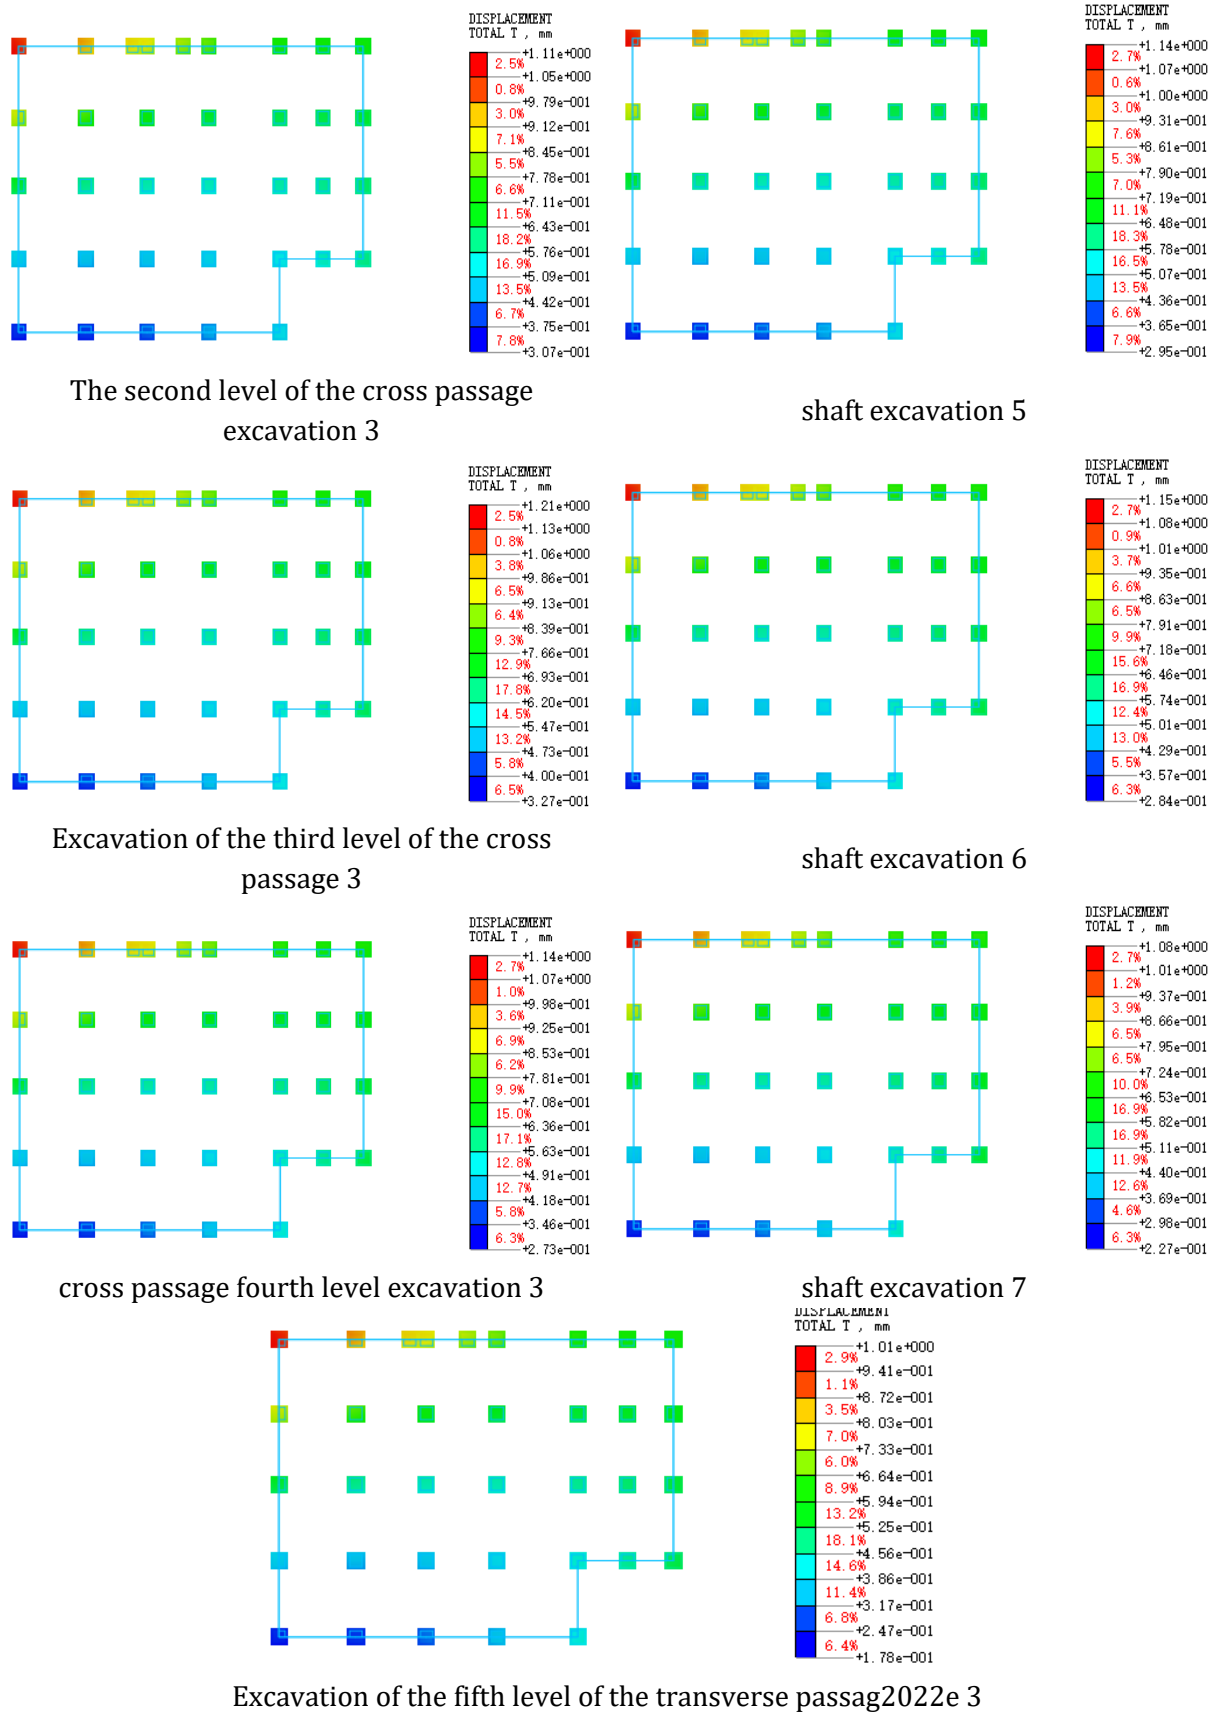 DISPLACEMENT
TOTAL T , mm
+1.11e+000
2.5%
+1.05e+000
0.8%
+9.79e-001
3.0%
+9.12e-001
7.1%
+8.45e-001
5.5%
+7.78e-001
6.6%
+7.11e-001
11.5%
+6.43e-001
18.2%
+5.76e-001
16.9%
+5.09e-001
13.5%
+4.42e-001
6.7%
+3.75e-001
7.8%
+3.07e-001
The second level of the cross passage
excavation 3
DISPLACEMENT
TOTAL T , mm
+1.14e+000
2.7%
+1.07e+000
0.6%
+1.00e+000
3.0%
+9.31e-001
7.6%
+8.61e-001
5.3%
+7.90e-001
7.0%
+7.19e-001
11.1%
+6.48e-001
18.3%
+5.78e-001
16.5%
+5.07e-001
13.5%
+4.36e-001
6.6%
+3.65e-001
7.9%
+2.95e-001
shaft excavation 5
DISPLACEMENT
TOTAL T , mm
+1.21e+000
2.5%
+1.13e+000
0.8%
+1.06e+000
3.8%
+9.86e-001
6.5%
+9.13e-001
6.4%
+8.39e-001
9.3%
+7.66e-001
12.9%
+6.93e-001
17.8%
+6.20e-001
14.5%
+5.47e-001
13.2%
+4.73e-001
5.8%
+4.00e-001
6.5%
+3.27e-001
Excavation of the third level of the cross
passage 3
DISPLACEMENT
TOTAL T , mm
+1.15e+000
2.7%
+1.08e+000
0.9%
+1.01e+000
3.7%
+9.35e-001
6.6%
+8.63e-001
6.5%
+7.91e-001
9.9%
+7.18e-001
15.6%
+6.46e-001
16.9%
+5.74e-001
12.4%
+5.01e-001
13.0%
+4.29e-001
5.5%
+3.57e-001
6.3%
+2.84e-001
shaft excavation 6
DISPLACEMENT
TOTAL T , mm
+1.14e+000
2.7%
+1.07e+000
1.0%
+9.98e-001
3.6%
+9.25e-001
6.9%
+8.53e-001
6.2%
+7.81e-001
9.9%
+7.08e-001
15.0%
+6.36e-001
17.1%
+5.63e-001
12.8%
+4.91e-001
12.7%
+4.18e-001
5.8%
+3.46e-001
6.3%
+2.73e-001
cross passage fourth level excavation 3
DISPLACEMENT
TOTAL T , mm
+1.08e+000
2.7%
+1.01e+000
1.2%
+9.37e-001
3.9%
+8.66e-001
6.5%
+7.95e-001
6.5%
+7.24e-001
10.0%
+6.53e-001
16.9%
+5.82e-001
16.9%
+5.11e-001
11.9%
+4.40e-001
12.6%
+3.69e-001
4.6%
+2.98e-001
6.3%
+2.27e-001
shaft excavation 7
DISPLACEMENT
TOTAL T , mm
+1.01e+000
2.9%
+9.41e-001
1.1%
+8.72e-001
3.5%
+8.03e-001
7.0%
+7.33e-001
6.0%
+6.64e-001
8.9%
+5.94e-001
13.2%
+5.25e-001
18.1%
+4.56e-001
14.6%
+3.86e-001
11.4%
+3.17e-001
6.8%
+2.47e-001
6.4%
+1.78e-001
Excavation of the fifth level of the transverse passag2022e 3